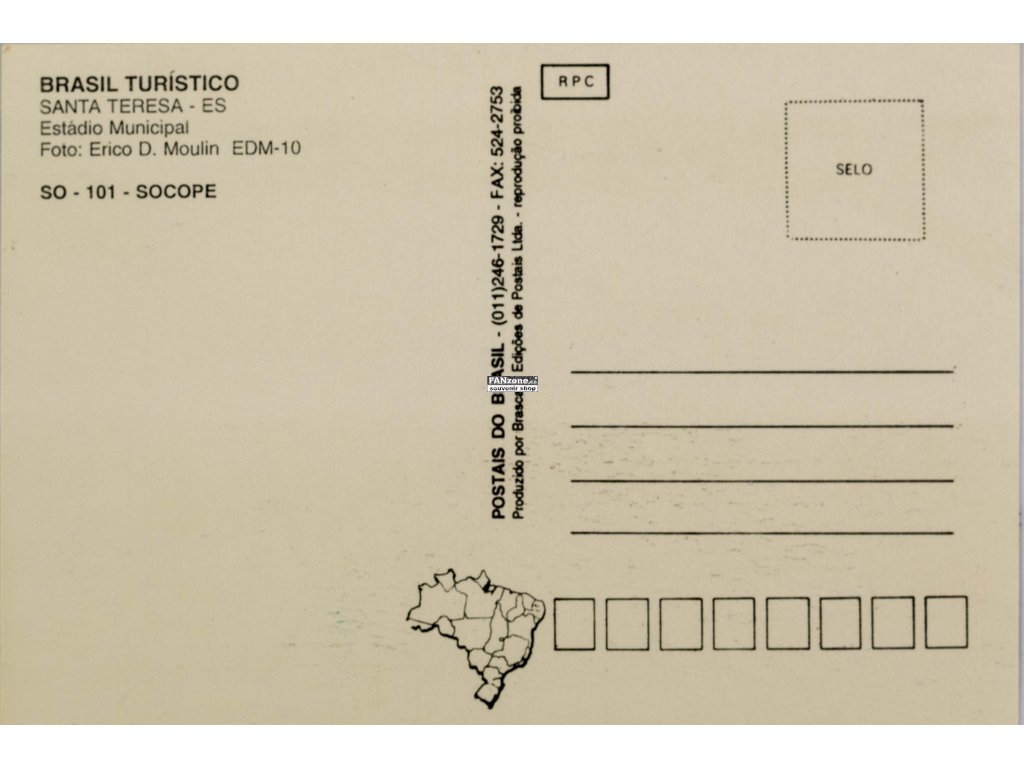 BRASIL TURÍSTICO
SANTA TERESA - ES
Estádio Municipal
Foto: Erico D. Moulin EDM-10
SO - 101 - SOCOPE
POSTAIS DO BRASIL - (011)246-1729 - FAX: 524-2753
Produzido por Edições de Postais Ltda. - reprodução proibida
RPC
SELO
FANzone.cz
souvenir shop